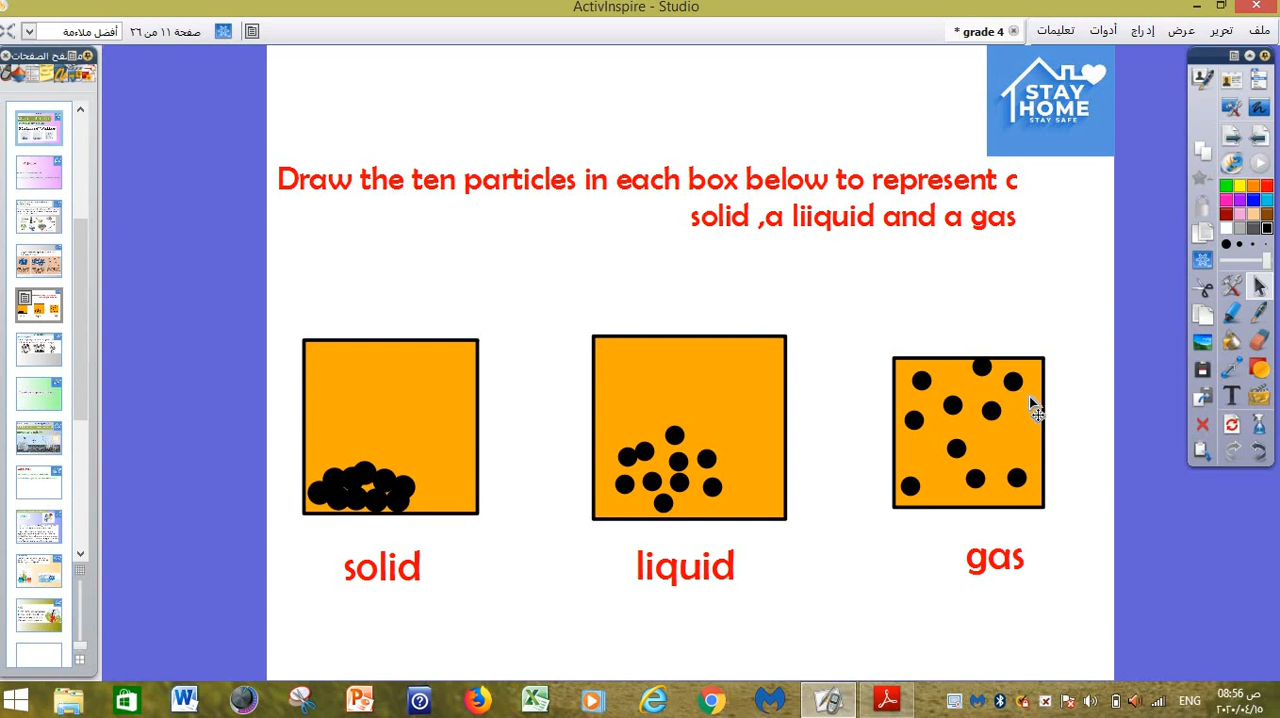 ActivInspire - Studio
ملف تحرير عرض إدراج أدوات تعليمات
grade 4 *
صفحة ١١ من ٢٦
أفضل ملاءمة
STAY
HOME
STAY SAFE
Draw the ten particles in each box below to represent
solid ,a liiquid and a gas
solid
liquid
gas
ENG
08:56 ص